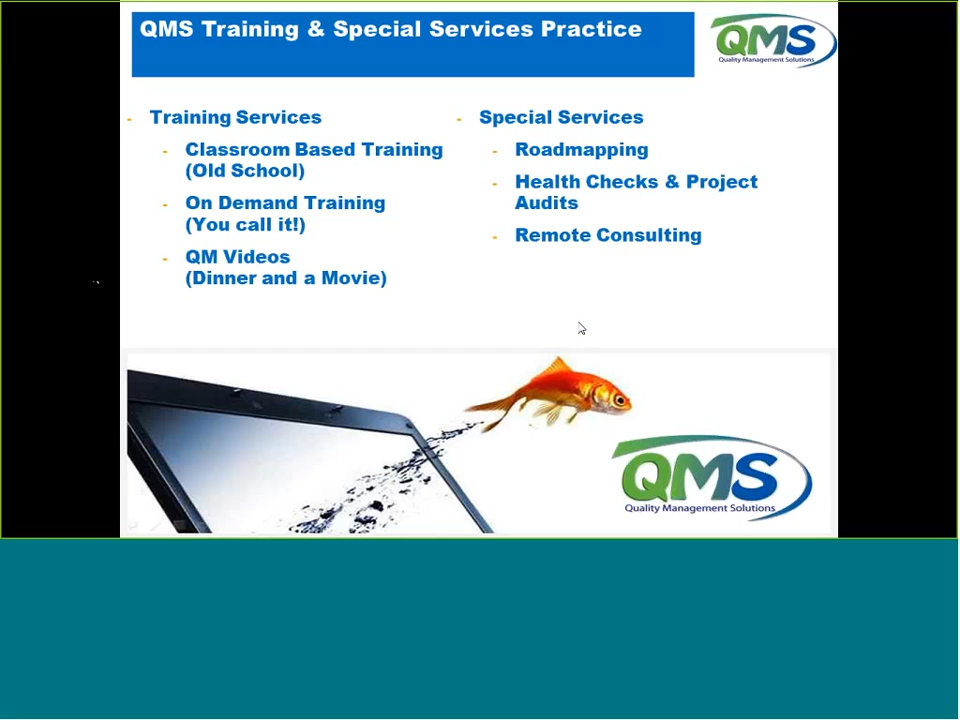 QMS Training & Special Services Practice
QMS
Quality Management Solutions
- Training Services
- Classroom Based Training
(Old School)
- On Demand Training
(You call it!)
- QM Videos
(Dinner and a Movie)
- Special Services
- Roadmapping
- Health Checks & Project
Audits
- Remote Consulting
QMS
Quality Management Solutions